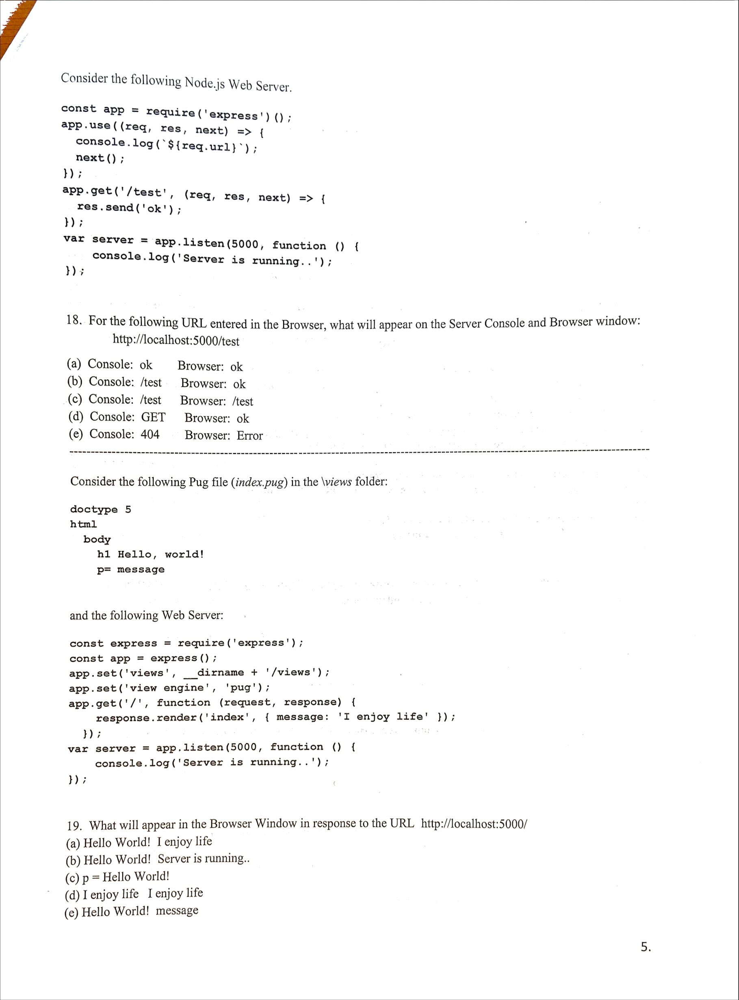 Consider the following Node.js Web Server.
const app = require('express')();
app.use((req, res, next) => {
  console.log(`${req.url}`);
  next();
});
app.get('/test', (req, res, next) => {
  res.send('ok');
});
var server = app.listen(5000, function () {
    console.log('Server is running..');
});
18. For the following URL entered in the Browser, what will appear on the Server Console and Browser window:
http://localhost:5000/test
(a) Console: ok Browser: ok
(b) Console: /test Browser: ok
(c) Console: /test Browser: /test
(d) Console: GET Browser: ok
(e) Console: 404 Browser: Error
--------------------------------------------------------------------------------
Consider the following Pug file (index.pug) in the \views folder:
doctype 5
html
  body
    h1 Hello, world!
    p= message
and the following Web Server:
const express = require('express');
const app = express();
app.set('views', __dirname + '/views');
app.set('view engine', 'pug');
app.get('/', function (request, response) {
    response.render('index', { message: 'I enjoy life' });
  });
var server = app.listen(5000, function () {
    console.log('Server is running..');
});
19. What will appear in the Browser Window in response to the URL http://localhost:5000/
(a) Hello World! I enjoy life
(b) Hello World! Server is running..
(c) p = Hello World!
(d) I enjoy life I enjoy life
(e) Hello World! message
5.